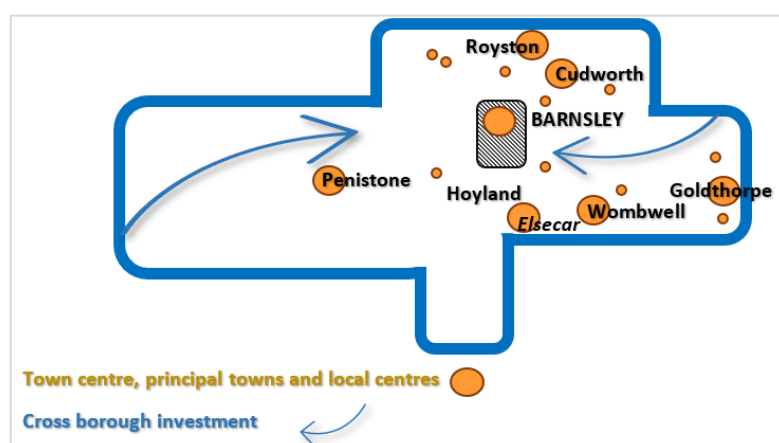 Royston
Cudworth
BARNSLEY
Penistone
Hoyland
Goldthorpe
Wombwell
Elsecar
Town centre, principal towns and local centres
Cross borough investment